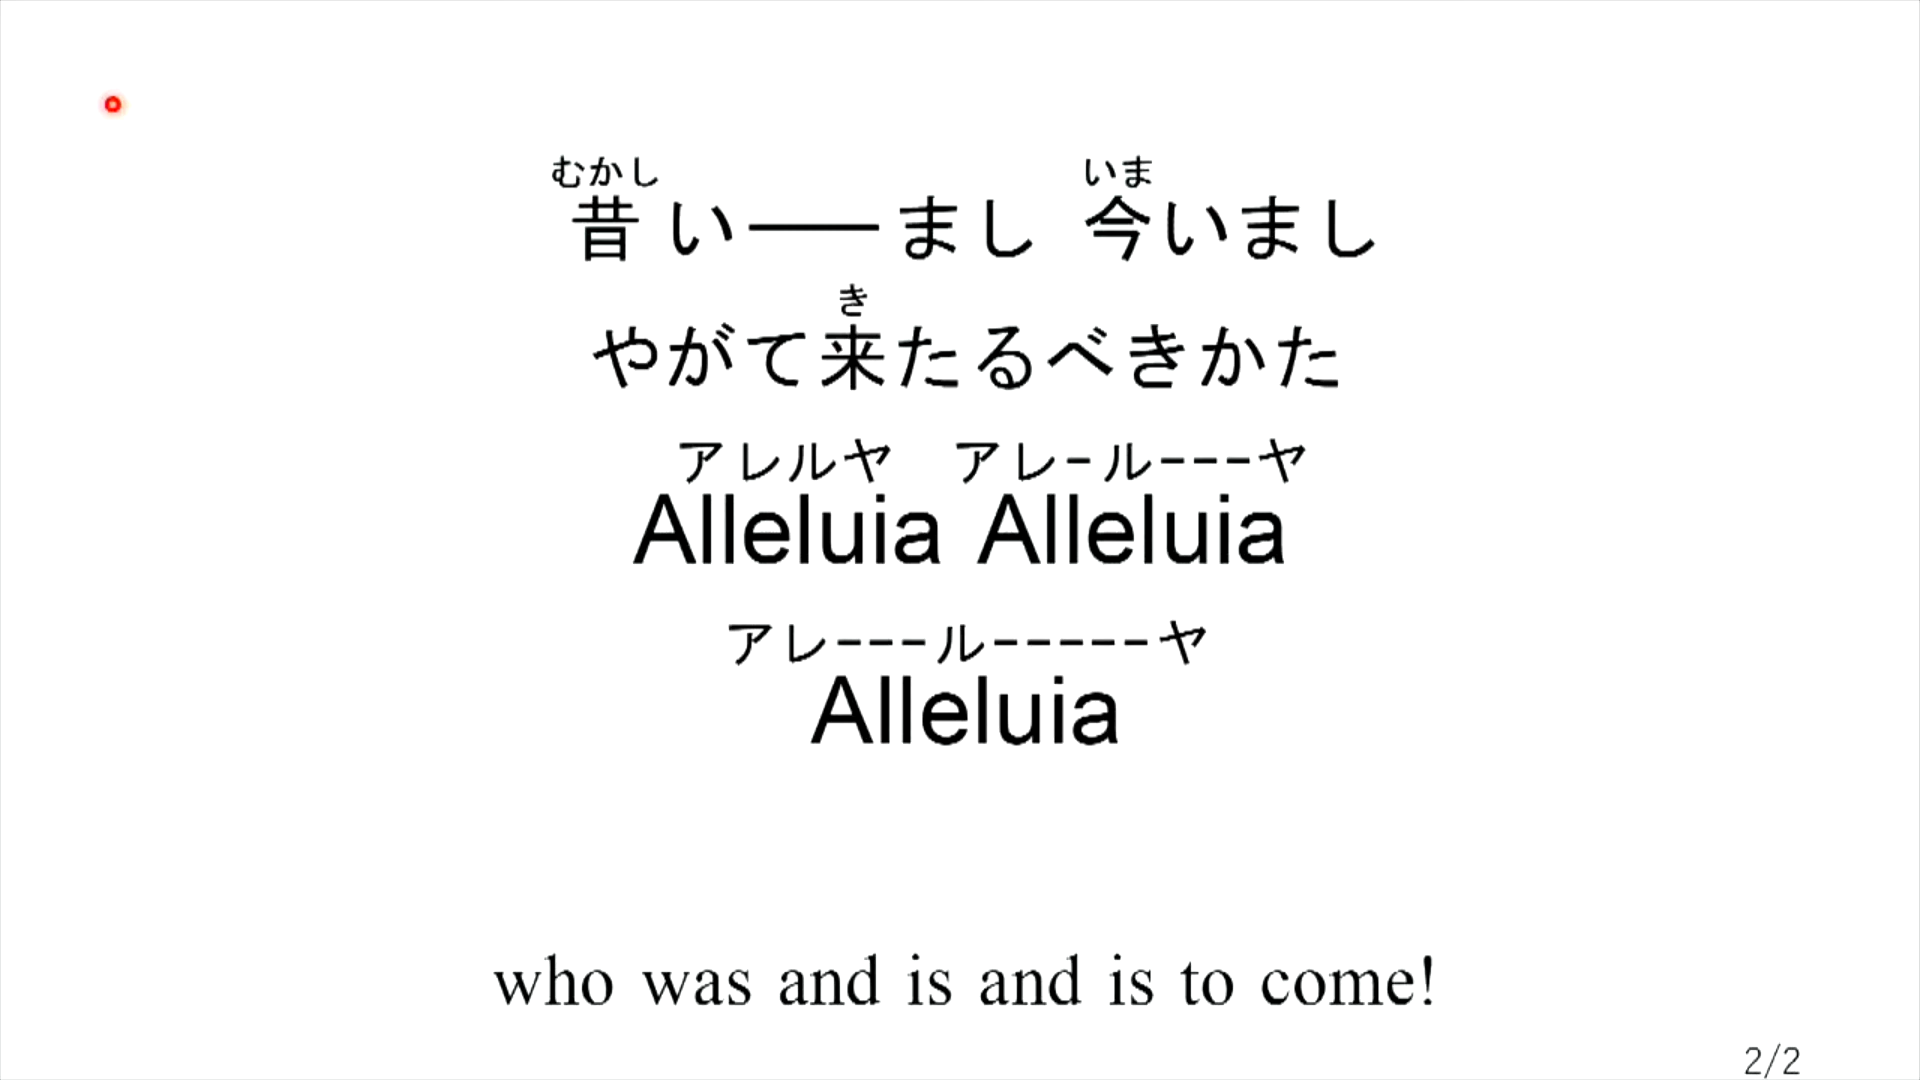 むかし いま
昔い――まし 今いまし
き
やがて来たるべきかた
アレルヤ アレ-ル---ヤ
Alleluia Alleluia
アレ---ル-----ヤ
Alleluia
who was and is and is to come!
2/2